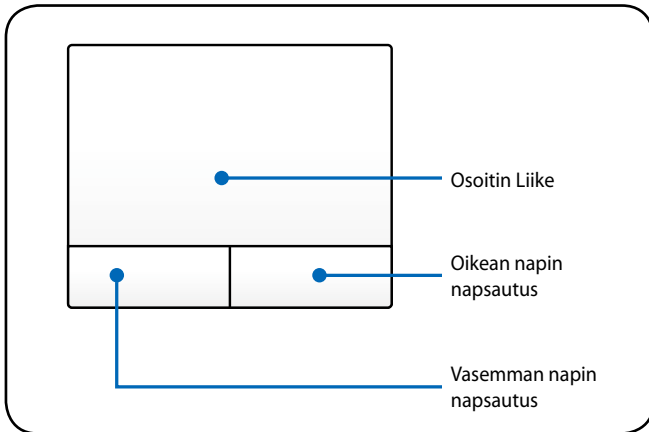 Osoitin Liike
Oikean napin
napsautus
Vasemman napin
napsautus